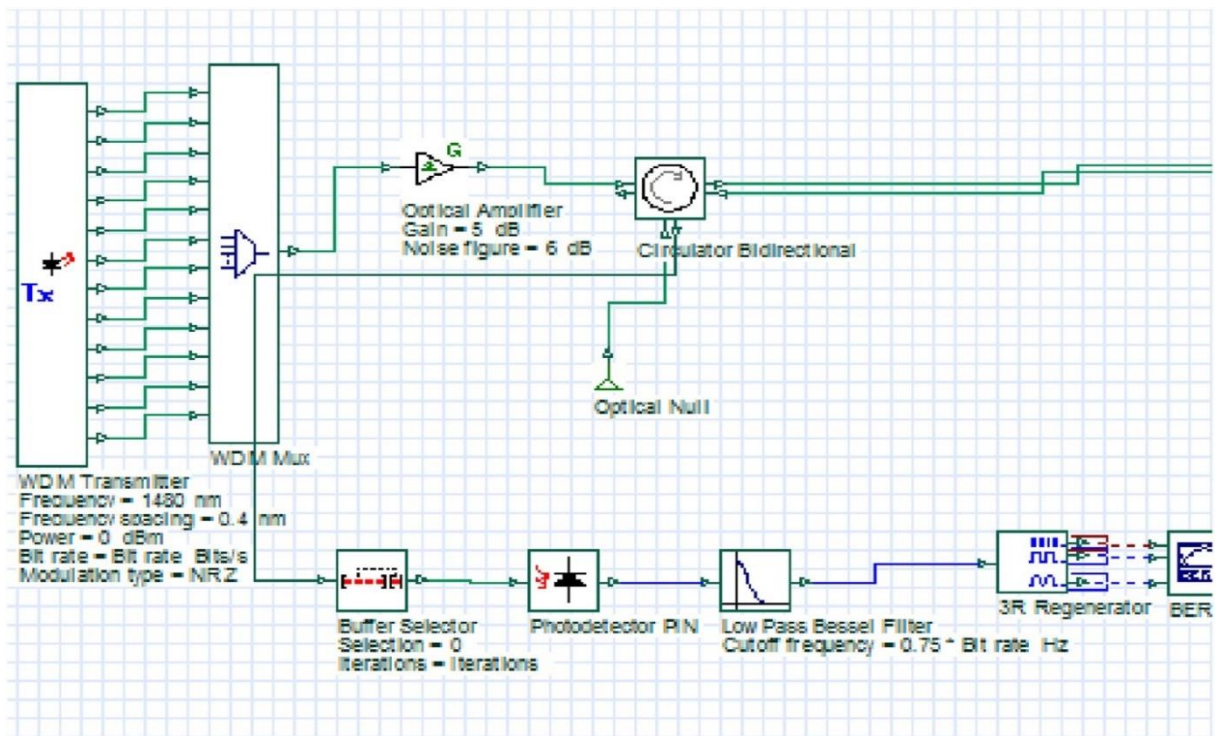 G
Optical Amplifier
Gain = 5 dB
Noise figure = 6 dB
Circulator Bidirectional
Tx
Optical Null
WDM Mux
WDM Transmitter
Frequency = 1480 nm
Frequency spacing = 0.4 nm
Power = 0 dBm
Bit rate = Bit rate Bits/s
Modulation type = NRZ
Buffer Selector
Selection = 0
Iterations = Iterations
Photodetector PIN
Low Pass Bessel Filter
Cutoff frequency = 0.75 * Bit rate Hz
3R Regenerator
BER
BER